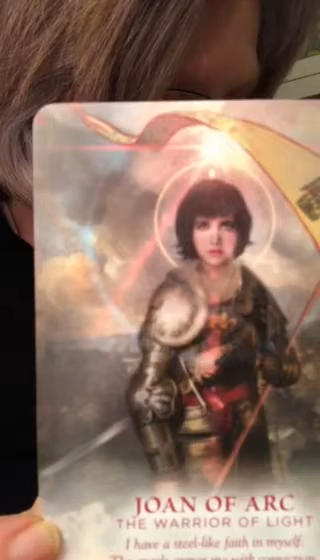 JOAN OF ARC
THE WARRIOR OF LIGHT
I have a steel-like faith in myself.